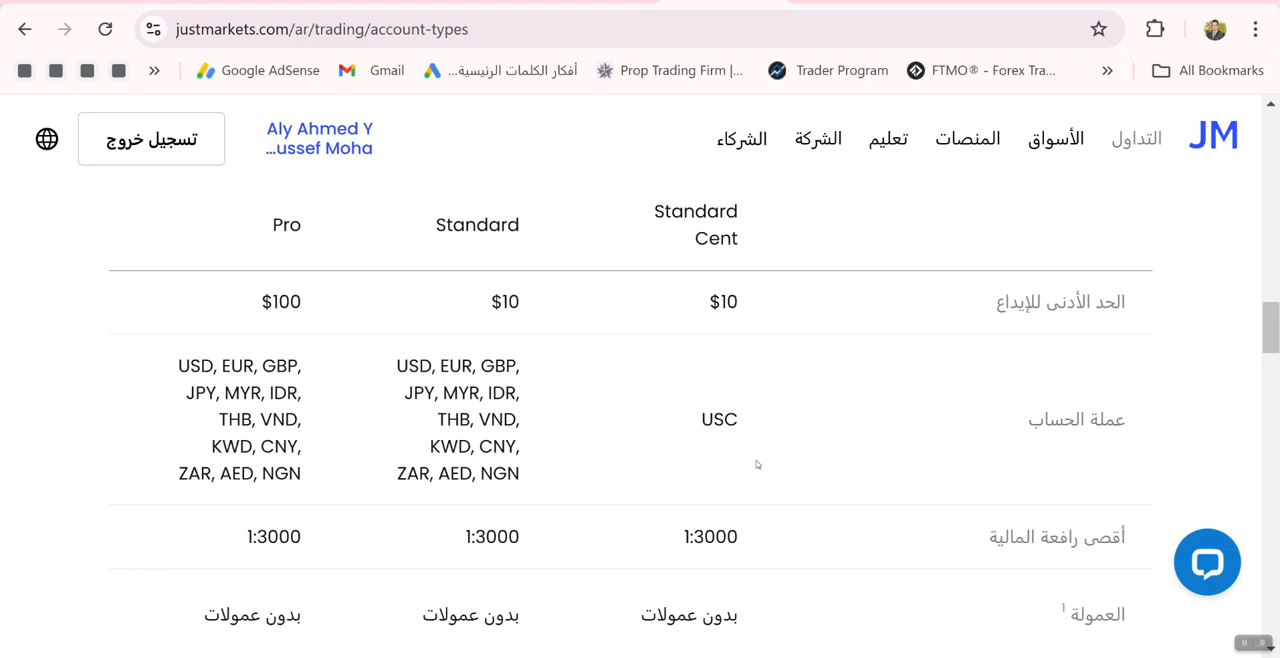 justmarkets.com/ar/trading/account-types
Google AdSense
Gmail
أفكار الكلمات الرئيسية...
Prop Trading Firm |...
Trader Program
FTMO® - Forex Tra...
All Bookmarks
JM
التداول
الأسواق
المنصات
تعليم
الشركة
الشركاء
Aly Ahmed Y
ussef Moha...
تسجيل خروج
Standard
Cent
Standard
Pro
الحد الأدنى للإيداع
$10
$10
$100
عملة الحساب
USC
USD, EUR, GBP,
JPY, MYR, IDR,
THB, VND,
KWD, CNY,
ZAR, AED, NGN
USD, EUR, GBP,
JPY, MYR, IDR,
THB, VND,
KWD, CNY,
ZAR, AED, NGN
أقصى رافعة المالية
1:3000
1:3000
1:3000
العمولة 1
بدون عمولات
بدون عمولات
بدون عمولات